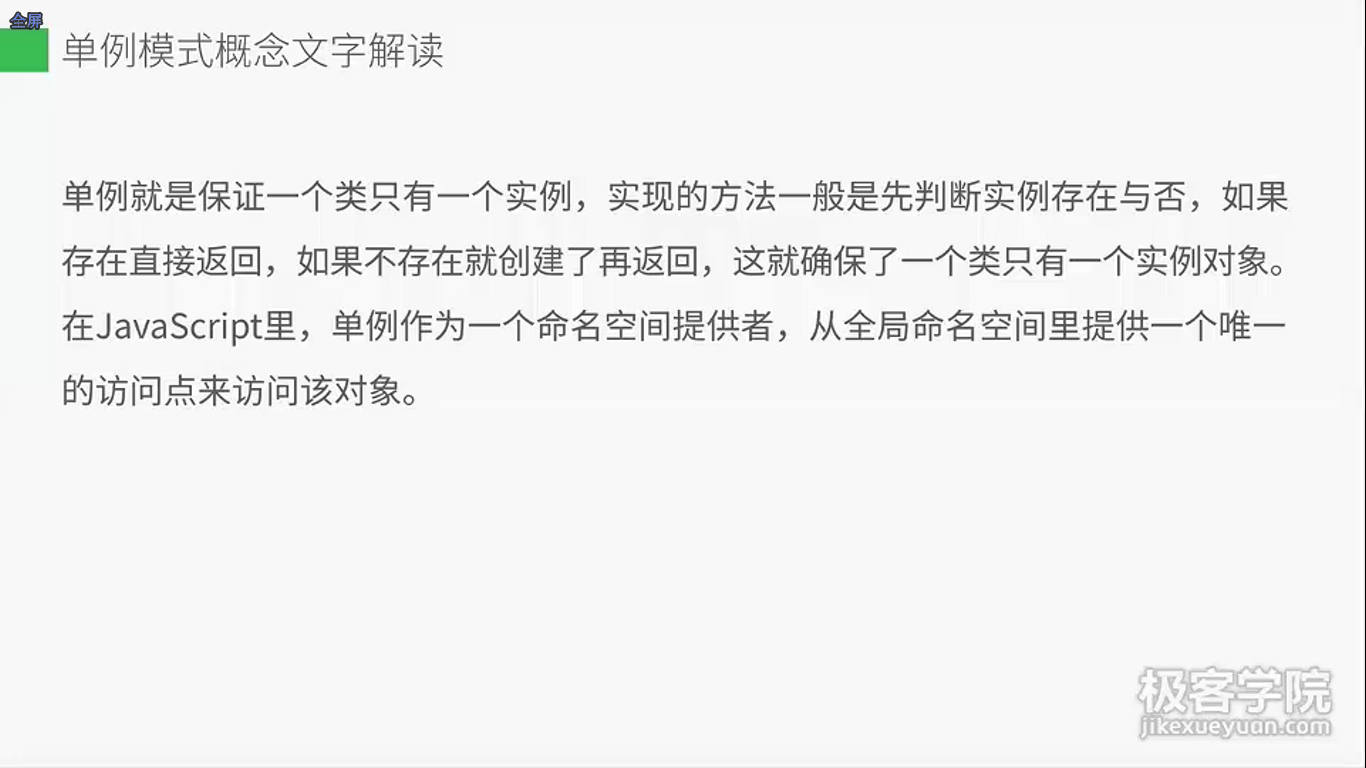 全屏
单例模式概念文字解读
单例就是保证一个类只有一个实例，实现的方法一般是先判断实例存在与否，如果
存在直接返回，如果不存在就创建了再返回，这就确保了一个类只有一个实例对象。
在JavaScript里，单例作为一个命名空间提供者，从全局命名空间里提供一个唯一
的访问点来访问该对象。
极客学院
jikexueyuan.com